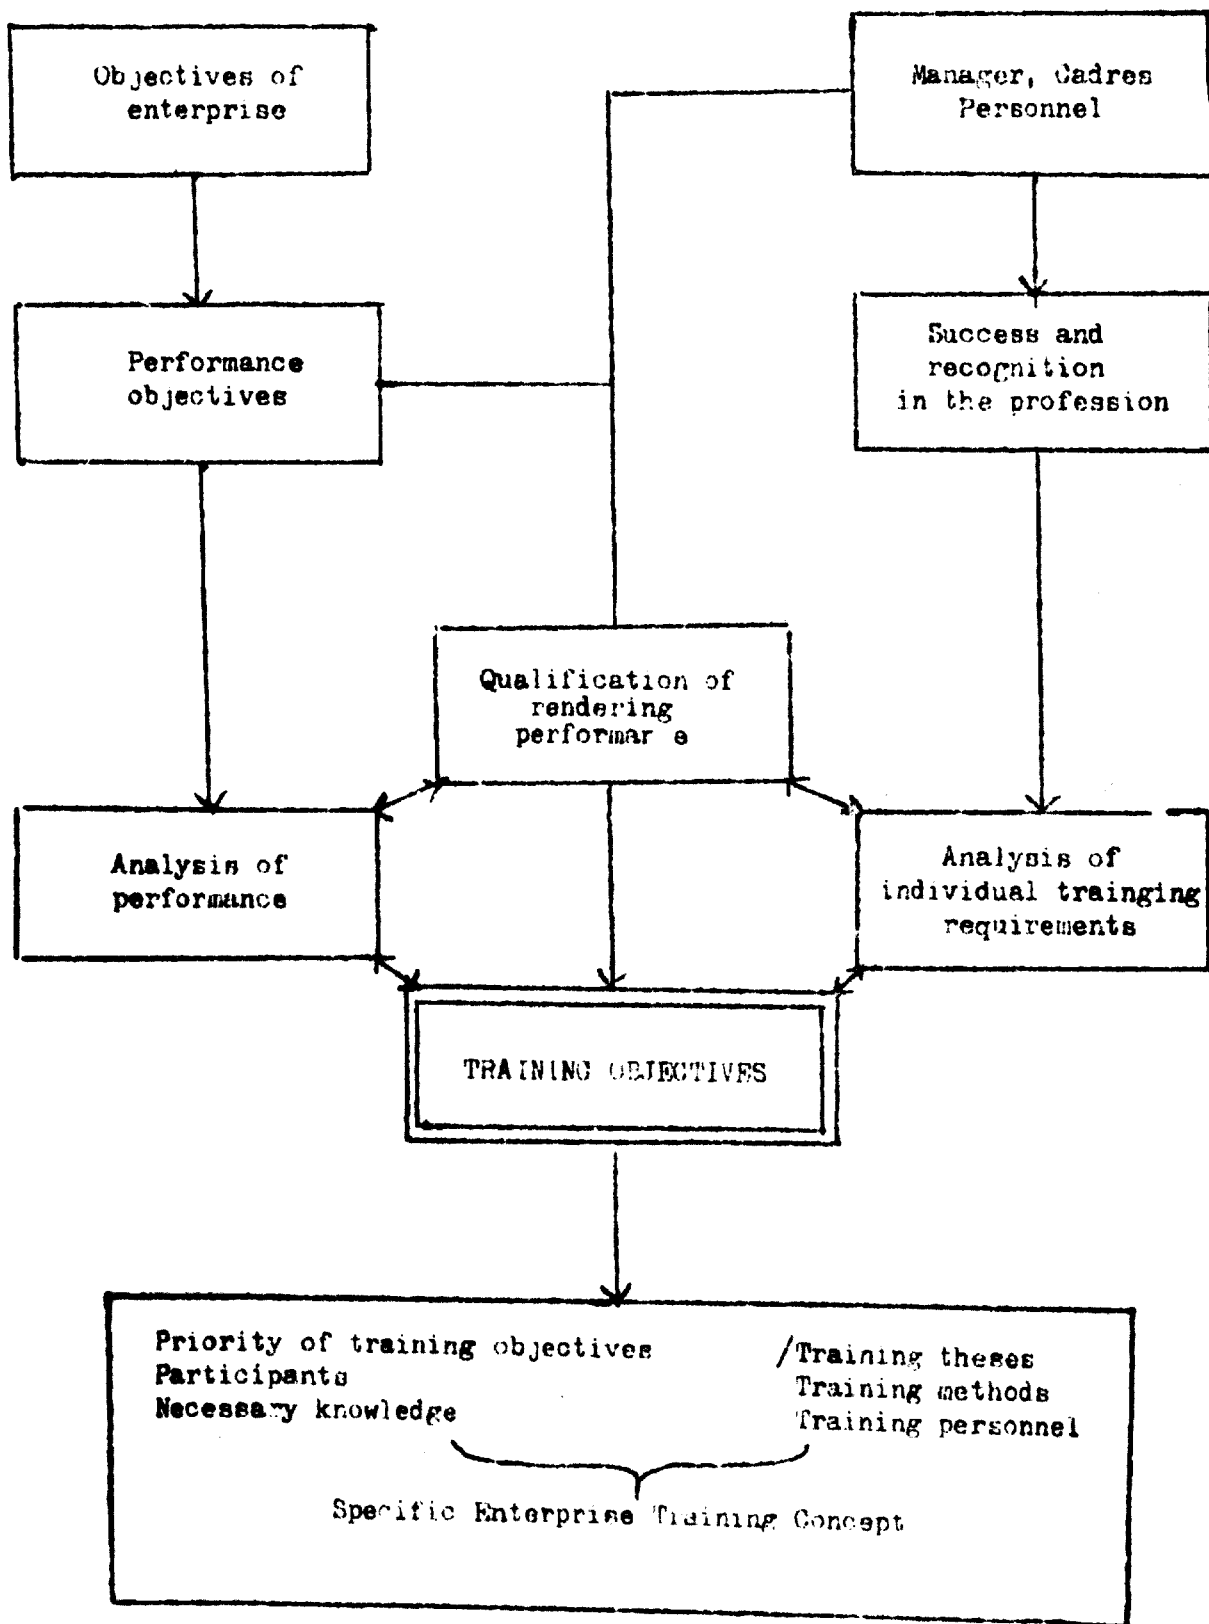 Objectives of
enterprise
Manager, Cadres
Personnel
Performance
objectives
Success and
recognition
in the profession
Qualification of
rendering
performar e
Analysis of
performance
Analysis of
individual trainging
requirements
TRAINING OBJECTIVES
Priority of training objectives
Participants
Necessary knowledge
/Training theses
Training methods
Training personnel
Specific Enterprise Training Concept